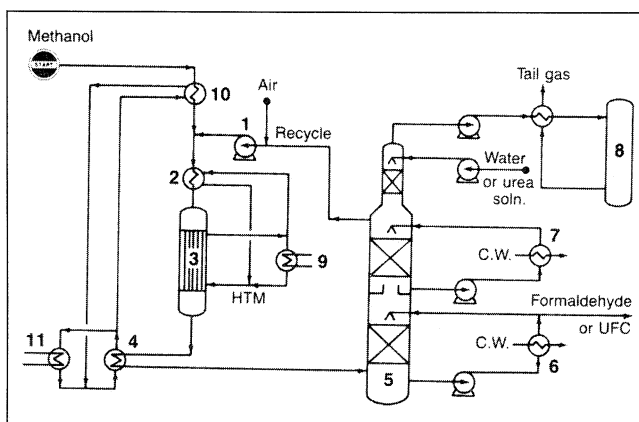 Methanol
START
10
Air
1
Recycle
2
3
9
HTM
11
4
Tail gas
8
Water
or urea
soln.
7
C.W.
Formaldehyde
or UFC
C.W.
6
5